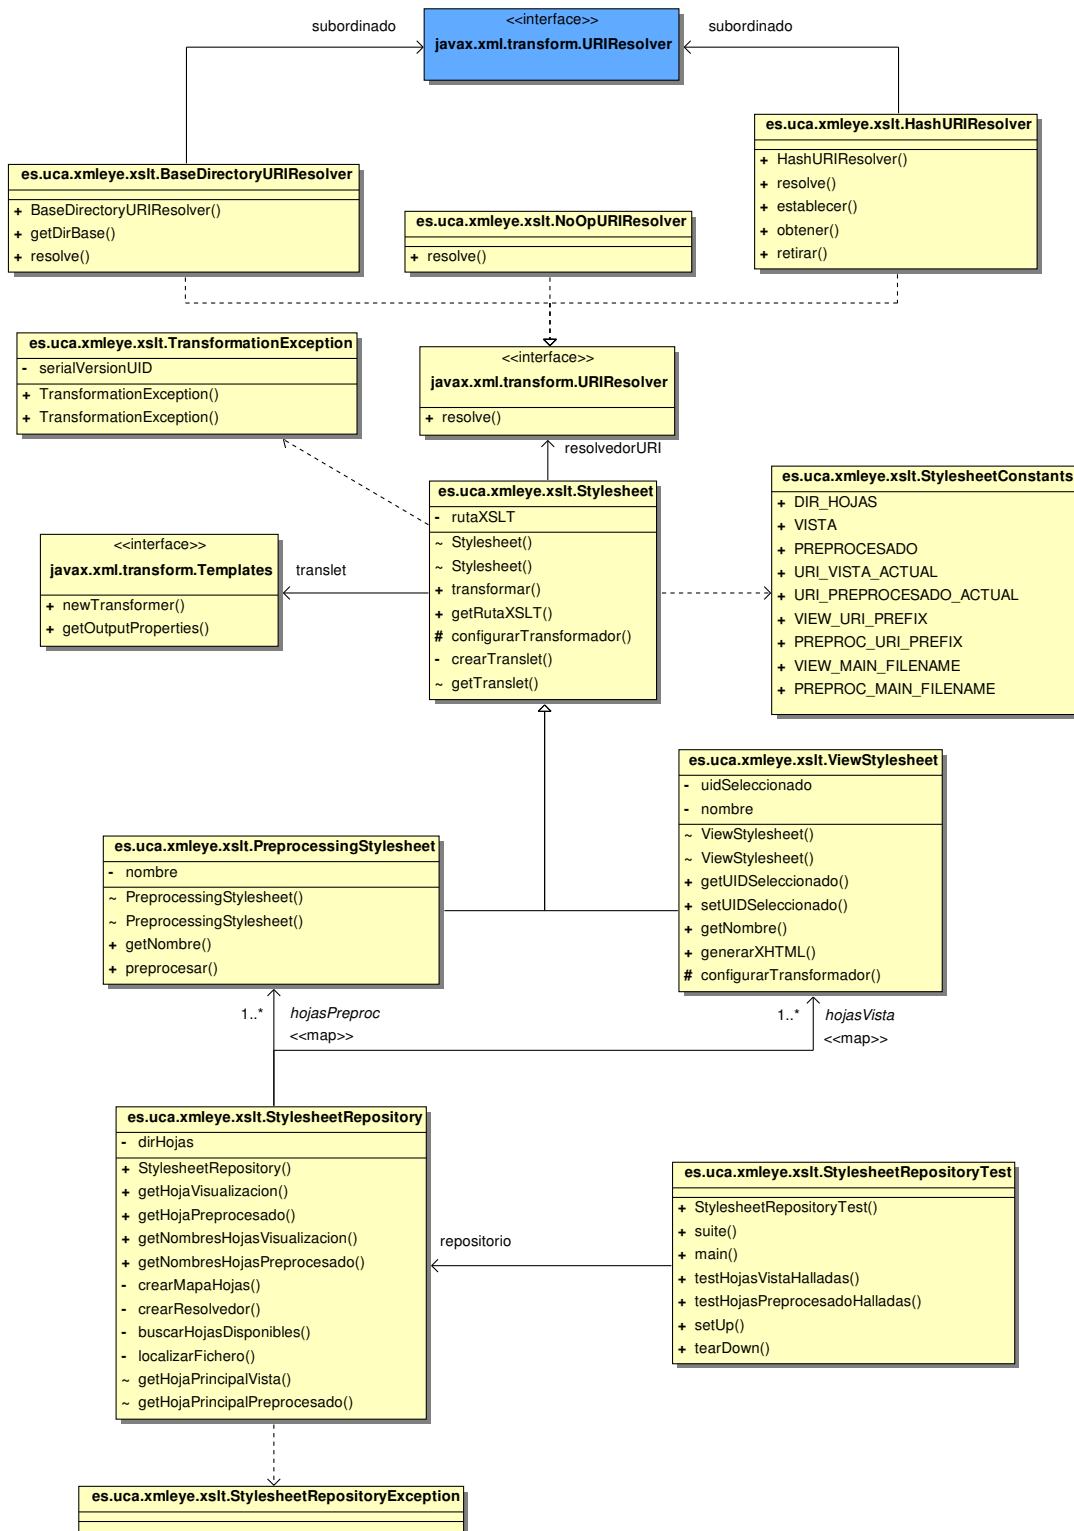 subordinado
<<interface>>
javax.xml.transform.URIResolver
subordinado
es.uca.xmleye.xslt.HashURIResolver
+ HashURIResolver()
+ resolve()
+ establecer()
+ obtener()
+ retirar()
es.uca.xmleye.xslt.BaseDirectoryURIResolver
+ BaseDirectoryURIResolver()
+ getDirBase()
+ resolve()
es.uca.xmleye.xslt.NoOpURIResolver
+ resolve()
es.uca.xmleye.xslt.TransformationException
- serialVersionUID
+ TransformationException()
+ TransformationException()
<<interface>>
javax.xml.transform.URIResolver
+ resolve()
resolvedorURI
es.uca.xmleye.xslt.Stylesheet
- rutaXSLT
~ Stylesheet()
~ Stylesheet()
+ transformar()
+ getRutaXSLT()
# configurarTransformador()
- crearTranslet()
~ getTranslet()
es.uca.xmleye.xslt.StylesheetConstants
+ DIR_HOJAS
+ VISTA
+ PREPROCESADO
+ URI_VISTA_ACTUAL
+ URI_PREPROCESADO_ACTUAL
+ VIEW_URI_PREFIX
+ PREPROC_URI_PREFIX
+ VIEW_MAIN_FILENAME
+ PREPROC_MAIN_FILENAME
<<interface>>
javax.xml.transform.Templates
+ newTransformer()
+ getOutputProperties()
translet
es.uca.xmleye.xslt.ViewStylesheet
- uidSeleccionado
- nombre
~ ViewStylesheet()
~ ViewStylesheet()
+ getUIDSeleccionado()
+ setUIDSeleccionado()
+ getNombre()
+ generarXHTML()
# configurarTransformador()
es.uca.xmleye.xslt.PreprocessingStylesheet
- nombre
~ PreprocessingStylesheet()
~ PreprocessingStylesheet()
+ getNombre()
+ preprocesar()
1..* hojasPreproc
<<map>>
1..* hojasVista
<<map>>
es.uca.xmleye.xslt.StylesheetRepository
- dirHojas
+ StylesheetRepository()
+ getHojaVisualizacion()
+ getHojaPreprocesado()
+ getNombresHojasVisualizacion()
+ getNombresHojasPreprocesado()
- crearMapaHojas()
- crearResolvedor()
- buscarHojasDisponibles()
- localizarFichero()
~ getHojaPrincipalVista()
~ getHojaPrincipalPreprocesado()
repositorio
es.uca.xmleye.xslt.StylesheetRepositoryTest
+ StylesheetRepositoryTest()
+ suite()
+ main()
+ testHojasVistaHalladas()
+ testHojasPreprocesadoHalladas()
+ setUp()
+ tearDown()
es.uca.xmleye.xslt.StylesheetRepositoryException